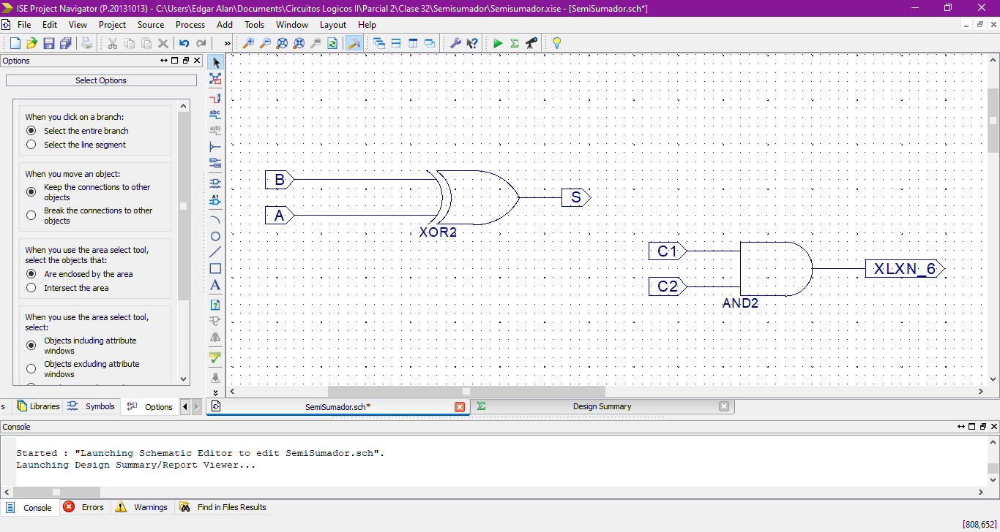 ISE Project Navigator (P.20131013) - C:\Users\Edgar Alan\Documents\Circuitos Logicos II\Parcial 2\Clase 32\Semisumador\Semisumador.xise - [SemiSumador.sch*]
File Edit View Project Source Process Add Tools Window Layout Help
Options
Select Options
When you click on a branch:
Select the entire branch
Select the line segment
When you move an object:
Keep the connections to other
objects
Break the connections to other
objects
When you use the area select tool,
select the objects that:
Are enclosed by the area
Intersect the area
When you use the area select tool,
select:
Objects including attribute
windows
Objects excluding attribute
windows
s Libraries Symbols Options
abc
a(0)
A1
A
B
A
XOR2
S
C1
C2
AND2
XLXN_6
SemiSumador.sch*
Design Summary
Console
Started : "Launching Schematic Editor to edit SemiSumador.sch".
Launching Design Summary/Report Viewer...
Console Errors Warnings Find in Files Results
[808,652]